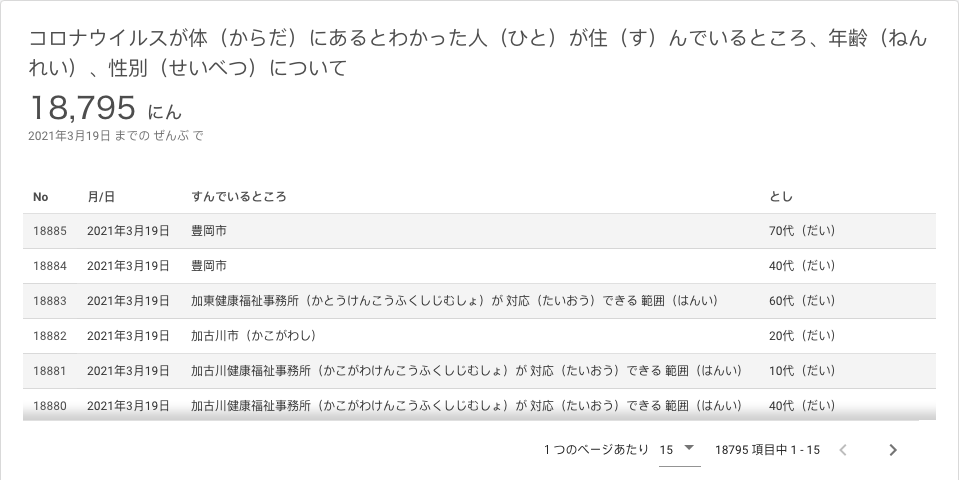 コロナウイルスが体（からだ）にあるとわかった人（ひと）が住（す）んでいるところ、年齢（ねん
れい）、性別（せいべつ）について
18,795 にん
2021年3月19日 までの ぜんぶ で
No 月/日 すんでいるところ とし
18885 2021年3月19日 豊岡市 70代（だい）
18884 2021年3月19日 豊岡市 40代（だい）
18883 2021年3月19日 加東健康福祉事務所（かとうけんこうふくしじむしょ）が 対応（たいおう）できる 範囲（はんい） 60代（だい）
18882 2021年3月19日 加古川市（かこがわし） 20代（だい）
18881 2021年3月19日 加古川健康福祉事務所（かこがわけんこうふくしじむしょ）が 対応（たいおう）できる 範囲（はんい） 10代（だい）
18880 2021年3月19日 加古川健康福祉事務所（かこがわけんこうふくしじむしょ）が 対応（たいおう）できる 範囲（はんい） 40代（だい）
1 つのページあたり 15 18795 項目中 1 - 15